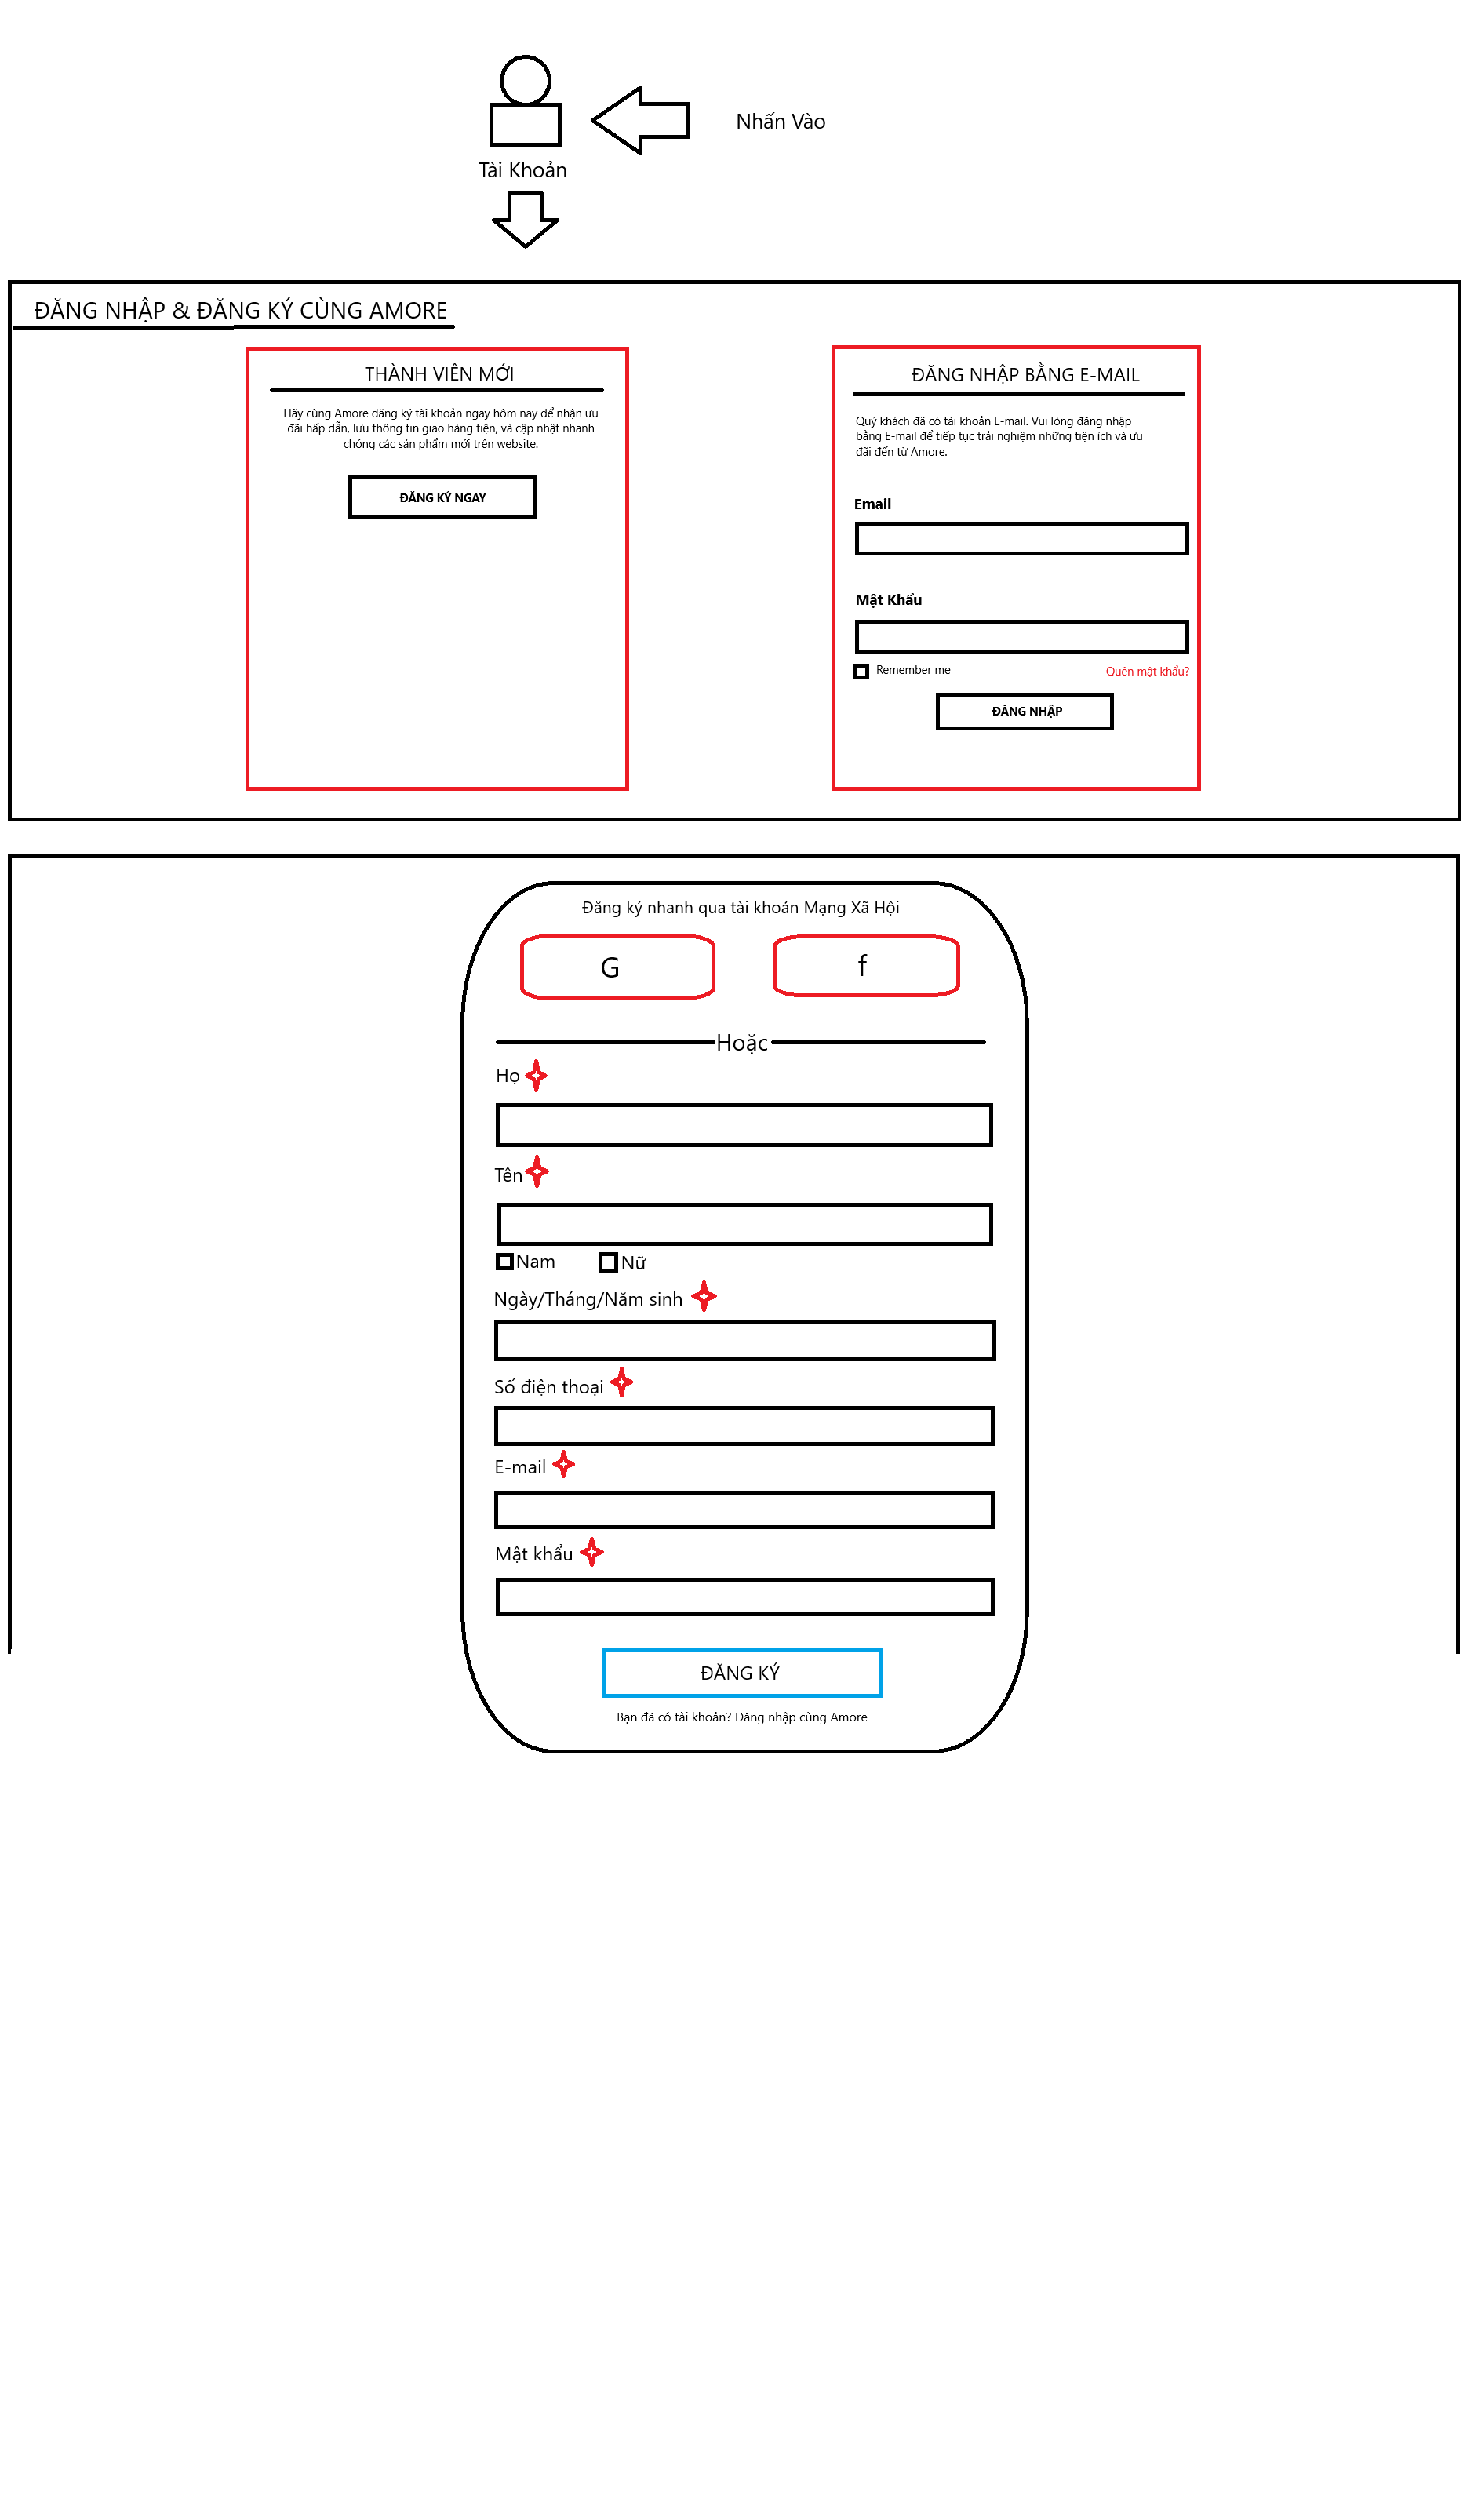 Nhấn Vào
Tài Khoản
ĐĂNG NHẬP & ĐĂNG KÝ CÙNG AMORE
THÀNH VIÊN MỚI
Hãy cùng Amore đăng ký tài khoản ngay hôm nay để nhận ưu
đãi hấp dẫn, lưu thông tin giao hàng tiện, và cập nhật nhanh
chóng các sản phẩm mới trên website.
ĐĂNG KÝ NGAY
ĐĂNG NHẬP BẰNG E-MAIL
Quý khách đã có tài khoản E-mail. Vui lòng đăng nhập
bằng E-mail để tiếp tục trải nghiệm những tiện ích và ưu
đãi đến từ Amore.
Email
Mật Khẩu
Remember me
Quên mật khẩu?
ĐĂNG NHẬP
Đăng ký nhanh qua tài khoản Mạng Xã Hội
G
f
Hoặc
Họ
Tên
Nam
Nữ
Ngày/Tháng/Năm sinh
Số điện thoại
E-mail
Mật khẩu
ĐĂNG KÝ
Bạn đã có tài khoản? Đăng nhập cùng Amore